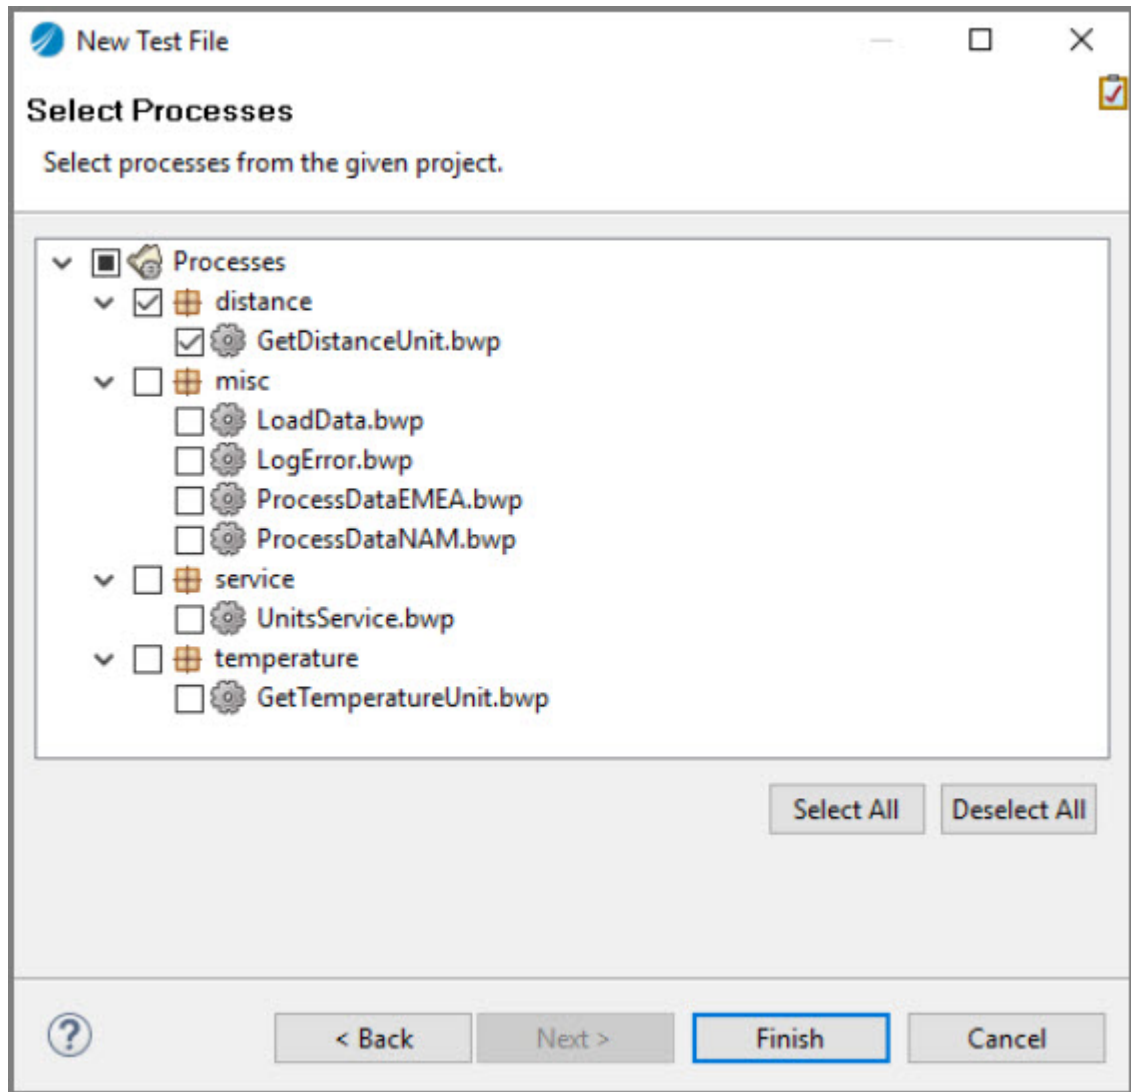 New Test File
Select Processes
Select processes from the given project.
Processes
distance
GetDistanceUnit.bwp
misc
LoadData.bwp
LogError.bwp
ProcessDataEMEA.bwp
ProcessDataNAM.bwp
service
UnitsService.bwp
temperature
GetTemperatureUnit.bwp
Select All Deselect All
? < Back Next > Finish Cancel